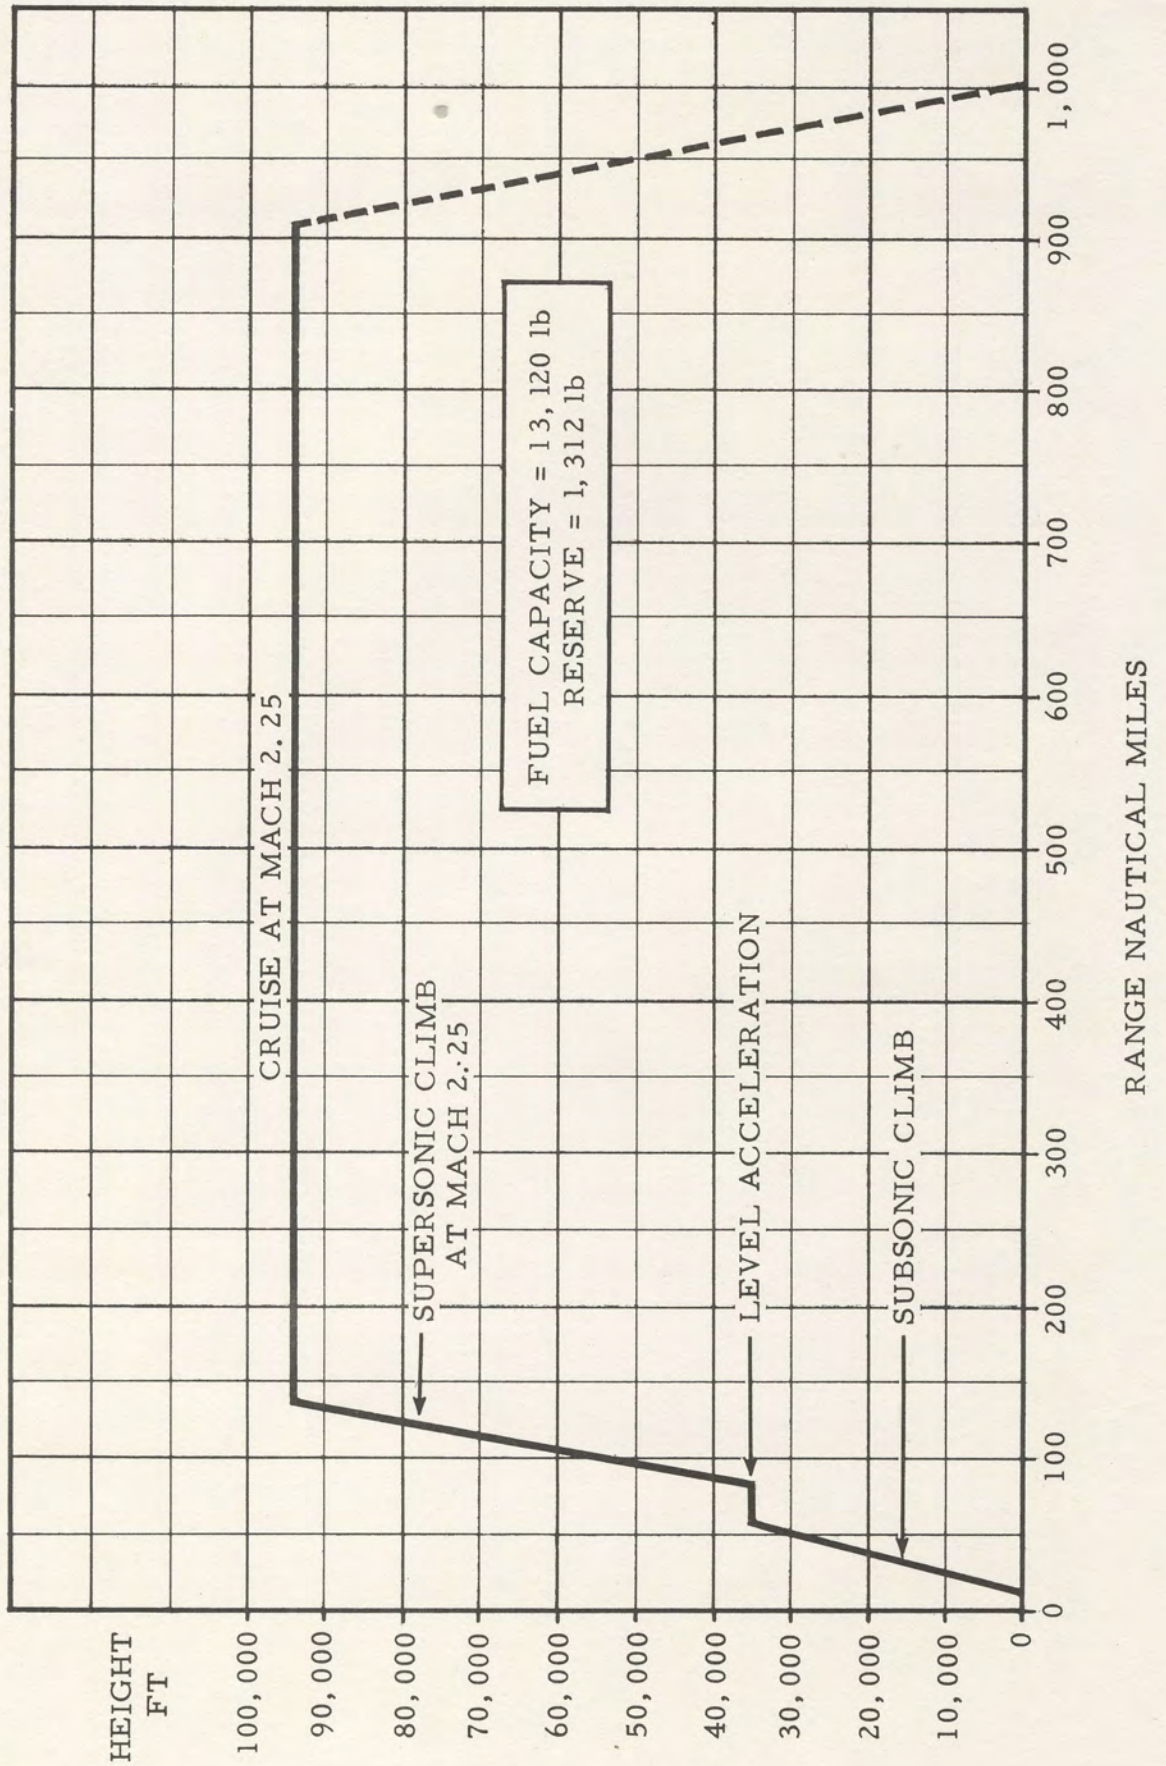 HEIGHT
FT
100,000
90,000
80,000
70,000
60,000
50,000
40,000
30,000
20,000
10,000
0
CRUISE AT MACH 2.25
SUPERSONIC CLIMB
AT MACH 2.25
FUEL CAPACITY = 13,120 lb
RESERVE = 1,312 lb
LEVEL ACCELERATION
SUBSONIC CLIMB
0
100
200
300
400
500
600
700
800
900
1,000
RANGE NAUTICAL MILES